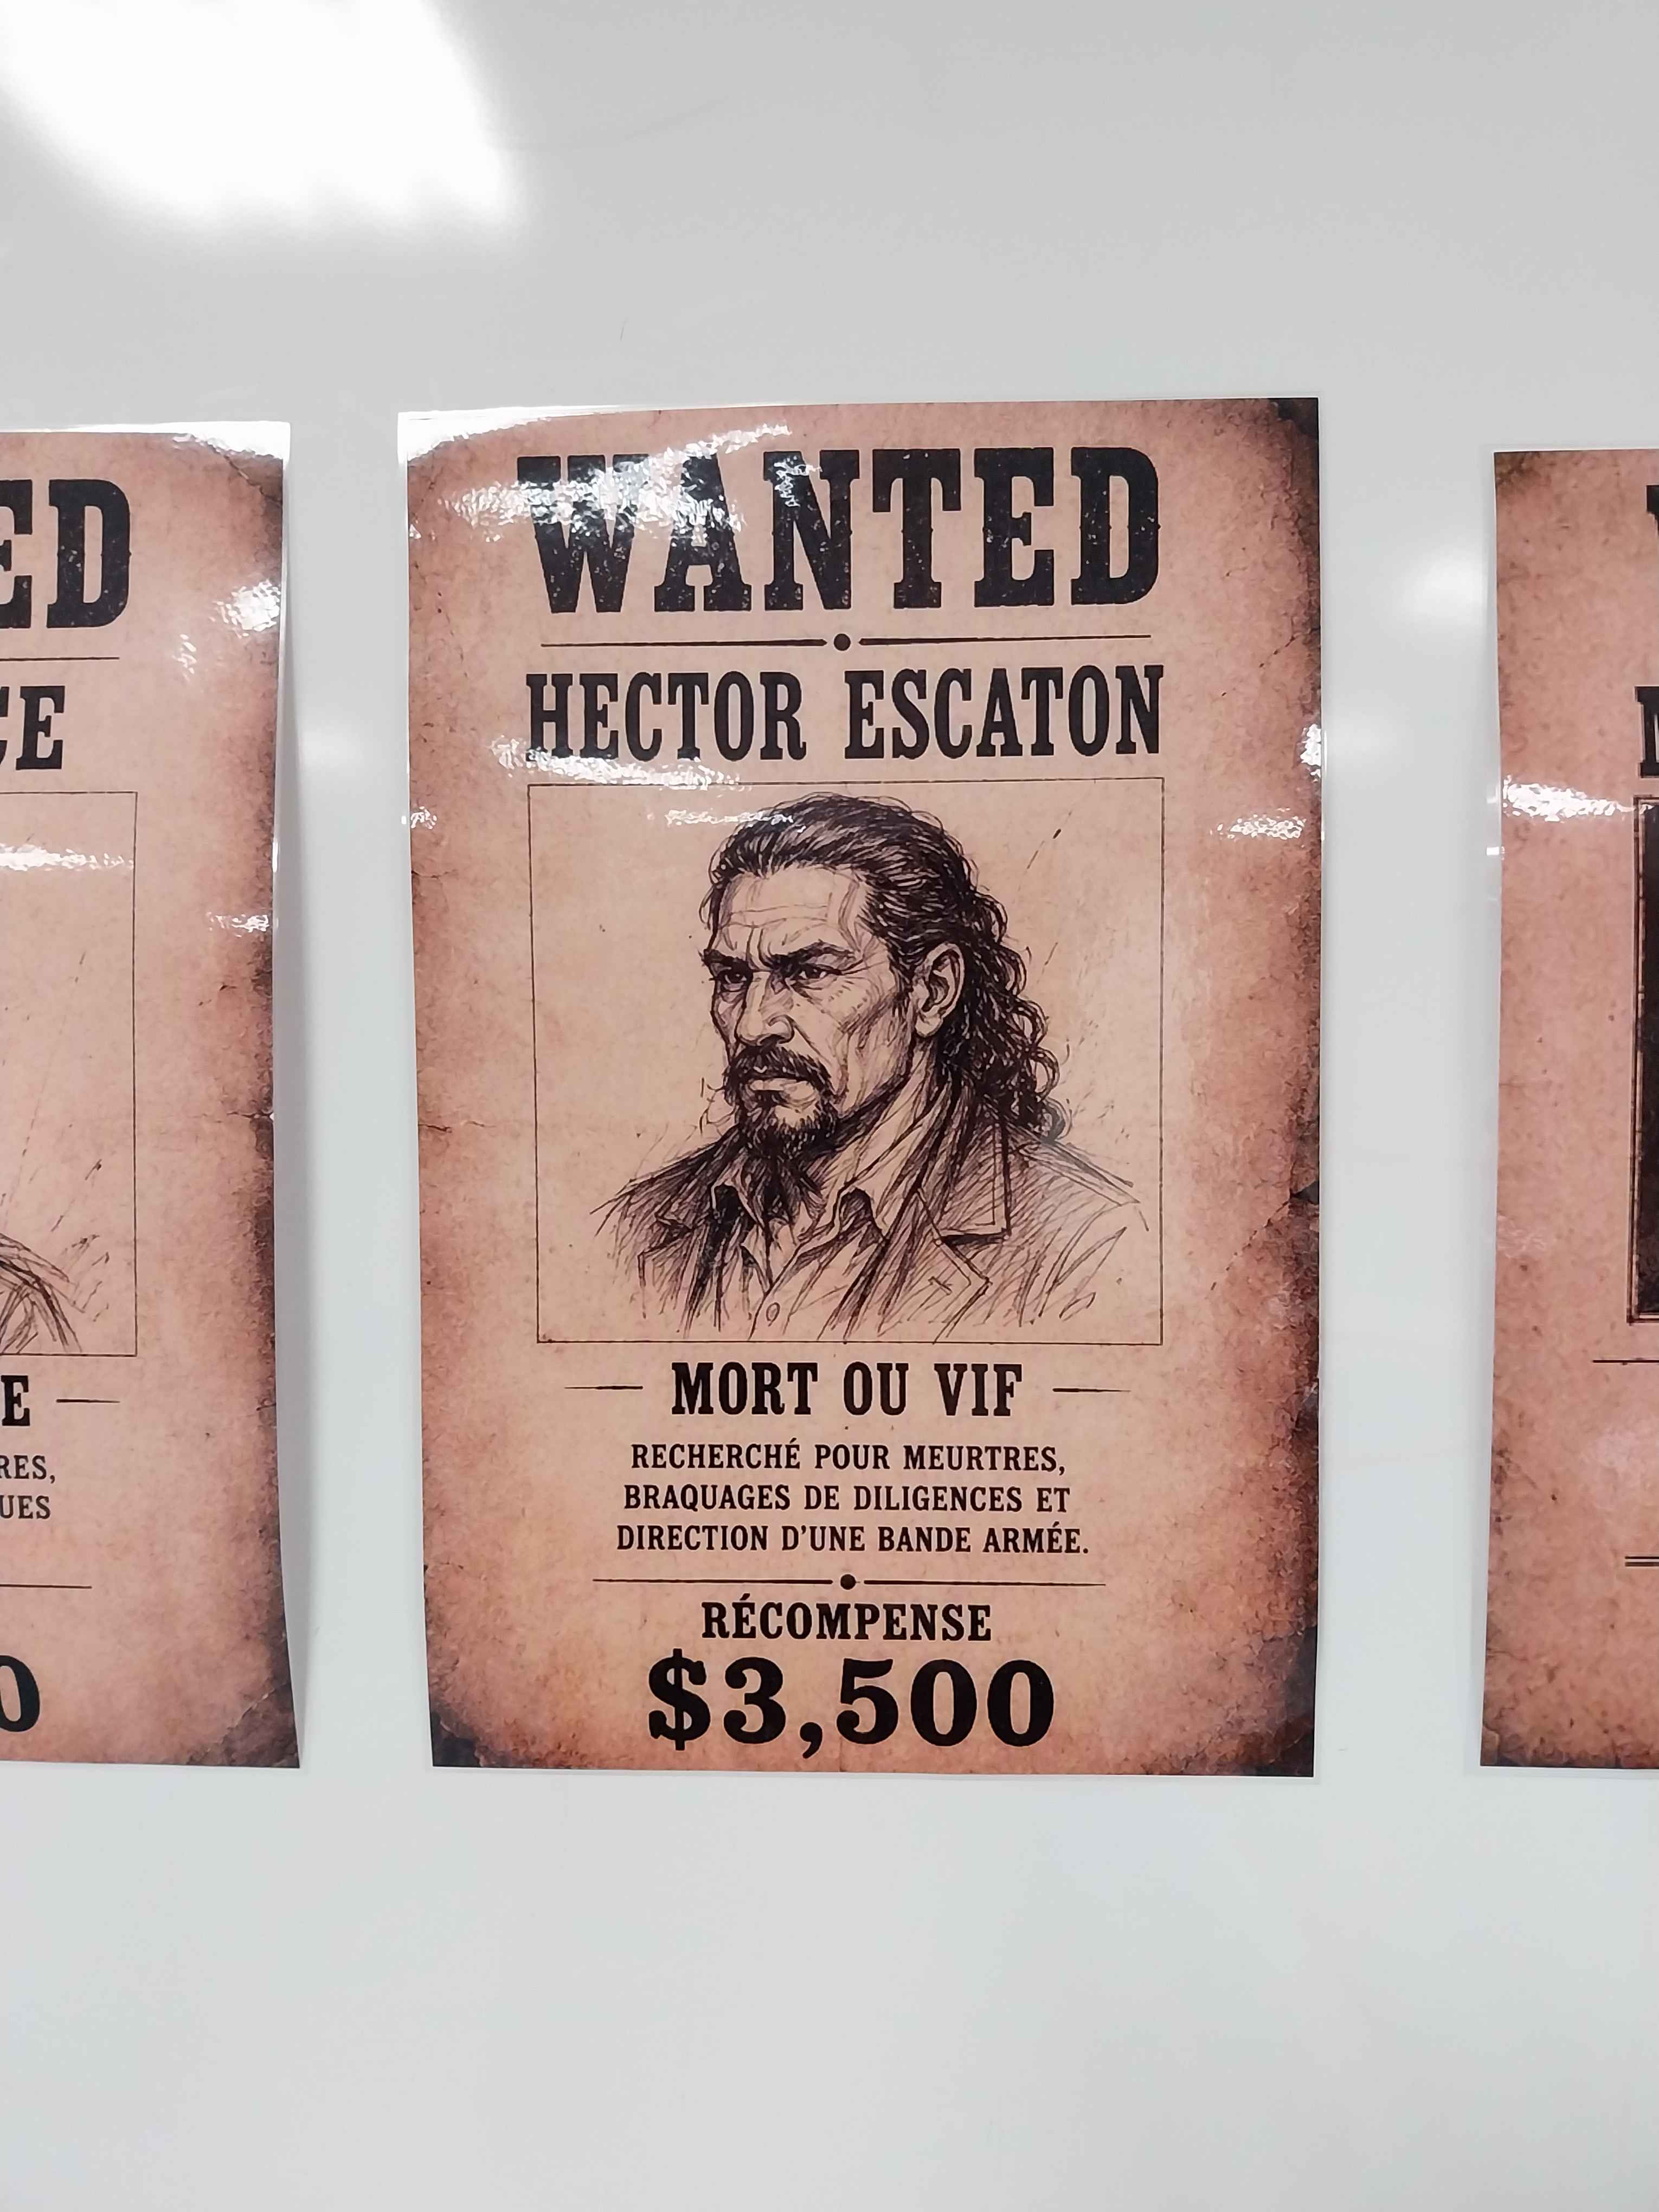 WANTED
HECTOR ESCATON
MORT OU VIF
RECHERCHÉ POUR MEURTRES,
BRAQUAGES DE DILIGENCES ET
DIRECTION D'UNE BANDE ARMÉE.
RÉCOMPENSE
$3,500